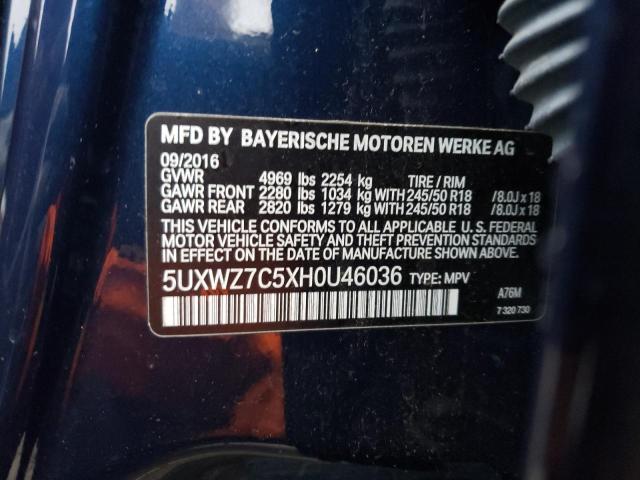 MFD BY BAYERISCHE MOTOREN WERKE AG
09/2016
GVWR 4969 lbs 2254 kg TIRE / RIM
GAWR FRONT 2280 lbs 1034 kg WITH 245/50 R18 /8.0J x 18
GAWR REAR 2820 lbs 1279 kg WITH 245/50 R18 /8.0J x 18
THIS VEHICLE CONFORMS TO ALL APPLICABLE U. S. FEDERAL
MOTOR VEHICLE SAFETY AND THEFT PREVENTION STANDARDS
IN EFFECT ON THE DATE OF MANUFACTURE SHOWN ABOVE.
5UXWZ7C5XH0U46036 TYPE: MPV
A76M
7 320 730